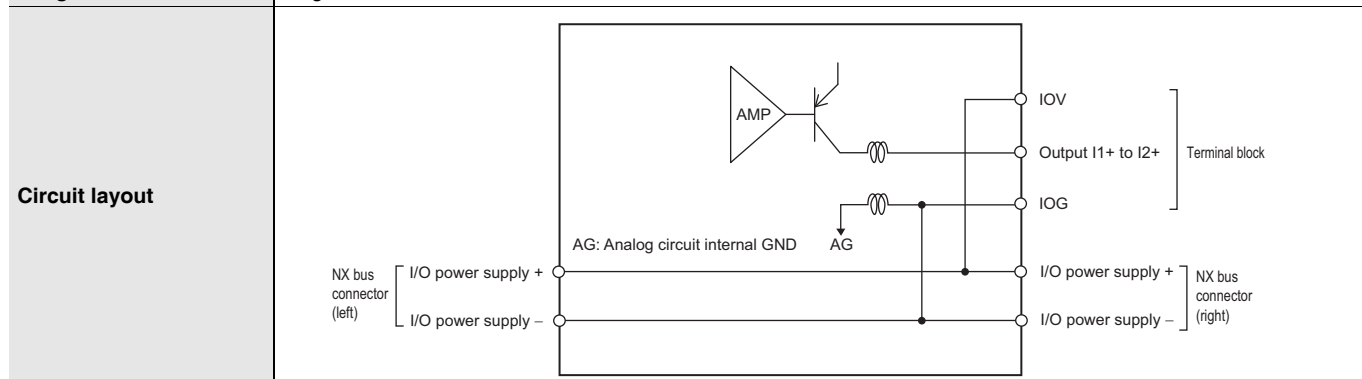 Circuit layout
AMP
IOV
Output I1+ to I2+
Terminal block
IOG
AG: Analog circuit internal GND
AG
NX bus
connector
(left)
I/O power supply +
I/O power supply –
I/O power supply +
I/O power supply –
NX bus
connector
(right)